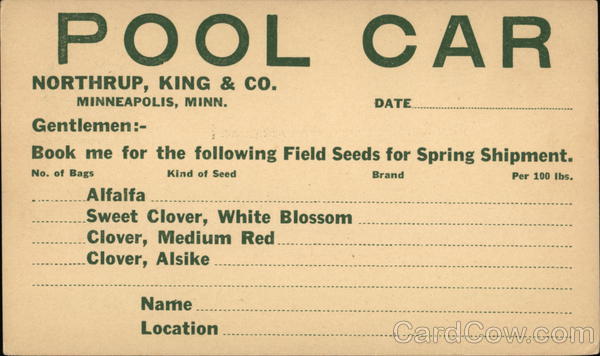 POOL CAR
NORTHRUP, KING & CO.
MINNEAPOLIS, MINN.
DATE
Gentlemen:-
Book me for the following Field Seeds for Spring Shipment.
No. of Bags Kind of Seed Brand Per 100 lbs.
Alfalfa
Sweet Clover, White Blossom
Clover, Medium Red
Clover, Alsike
Name
Location
CardCow.com